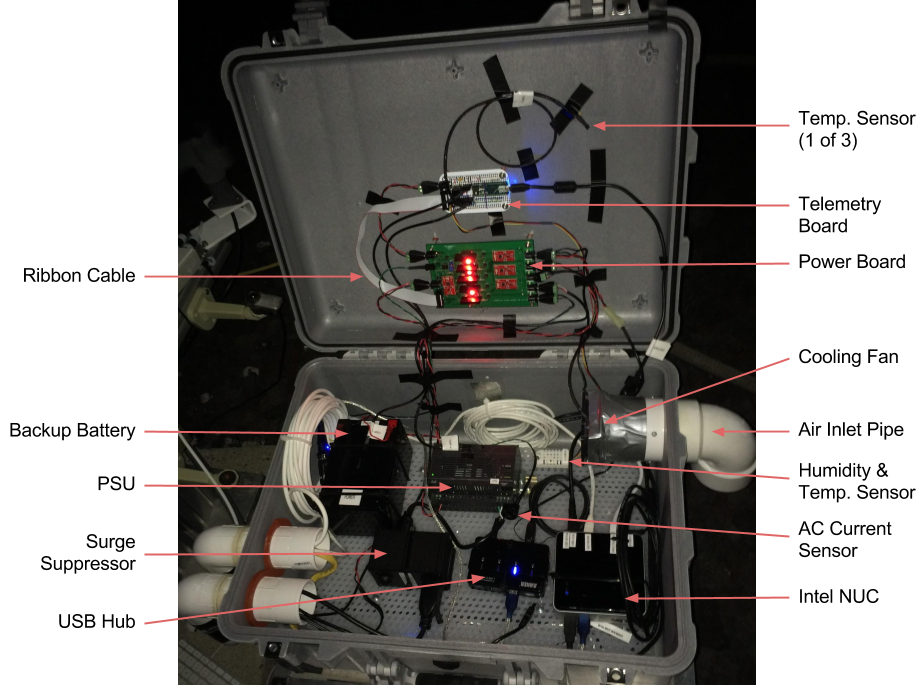 Temp. Sensor
(1 of 3)
Telemetry
Board
Ribbon Cable
Power Board
Cooling Fan
Backup Battery
Air Inlet Pipe
PSU
Humidity &
Temp. Sensor
Surge
Suppressor
AC Current
Sensor
USB Hub
Intel NUC
ANKER